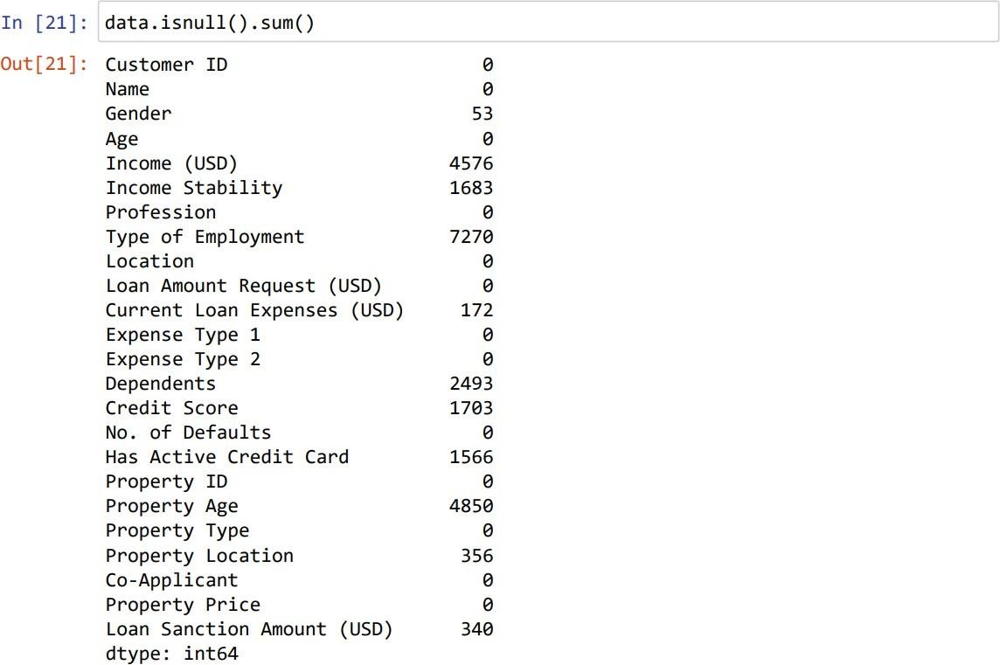 In [21]: data.isnull().sum()
Out[21]: Customer ID 0
Name 0
Gender 53
Age 0
Income (USD) 4576
Income Stability 1683
Profession 0
Type of Employment 7270
Location 0
Loan Amount Request (USD) 0
Current Loan Expenses (USD) 172
Expense Type 1 0
Expense Type 2 0
Dependents 2493
Credit Score 1703
No. of Defaults 0
Has Active Credit Card 1566
Property ID 0
Property Age 4850
Property Type 0
Property Location 356
Co-Applicant 0
Property Price 0
Loan Sanction Amount (USD) 340
dtype: int64